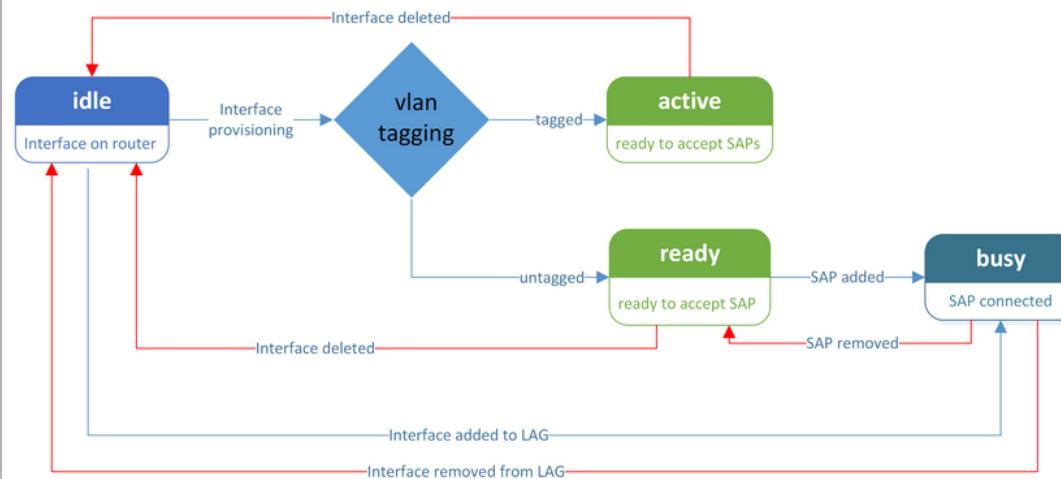 Interface deleted
idle
Interface on router
Interface
provisioning
vlan
tagging
tagged
active
ready to accept SAPs
untagged
ready
ready to accept SAP
SAP added
busy
SAP connected
SAP removed
Interface deleted
Interface added to LAG
Interface removed from LAG